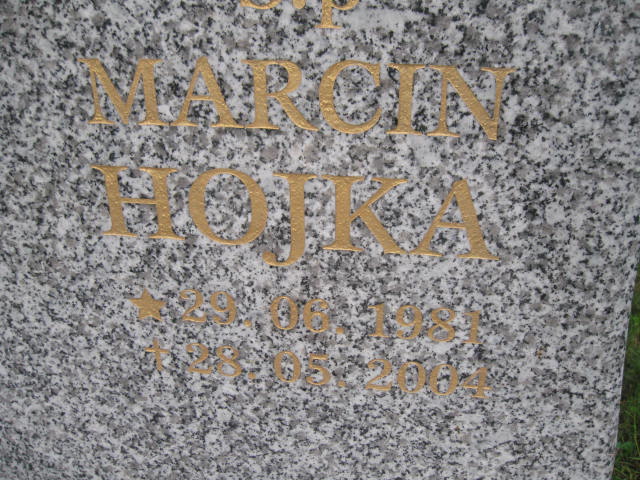 Ś.p
MARCIN
HOJKA
★ 29. 06. 1981
✝ 28. 05. 2004